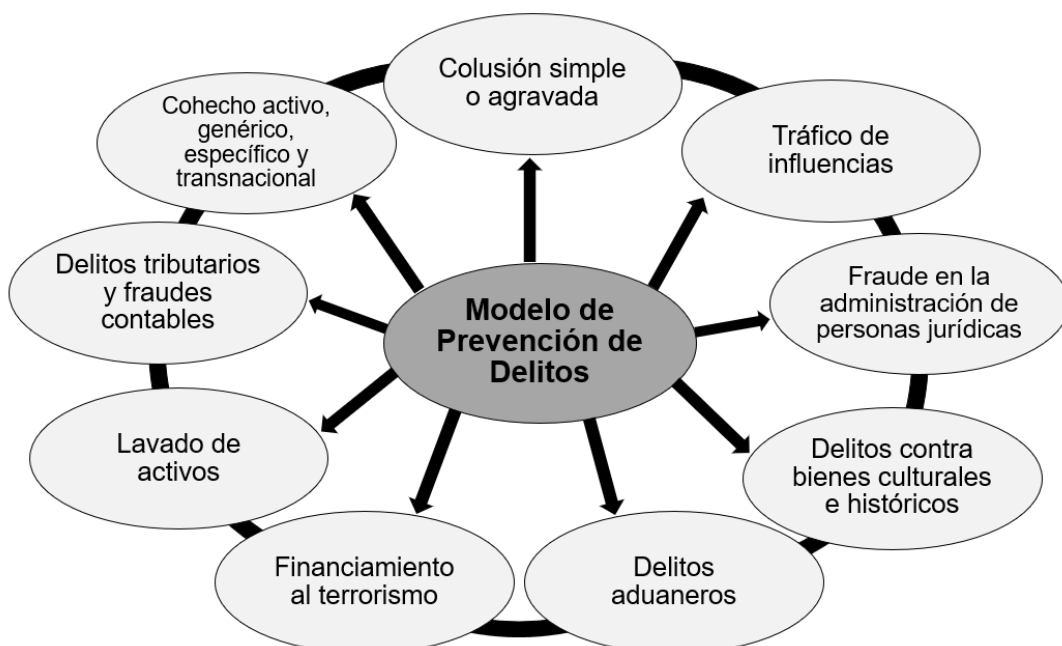 Colusión simple
o agravada
Tráfico de
influencias
Fraude en la
administración de
personas jurídicas
Delitos contra
bienes culturales
e históricos
Delitos
aduaneros
Financiamiento
al terrorismo
Lavado de
activos
Delitos tributarios
y fraudes
contables
Cohecho activo,
genérico,
específico y
transnacional
Modelo de
Prevención de
Delitos